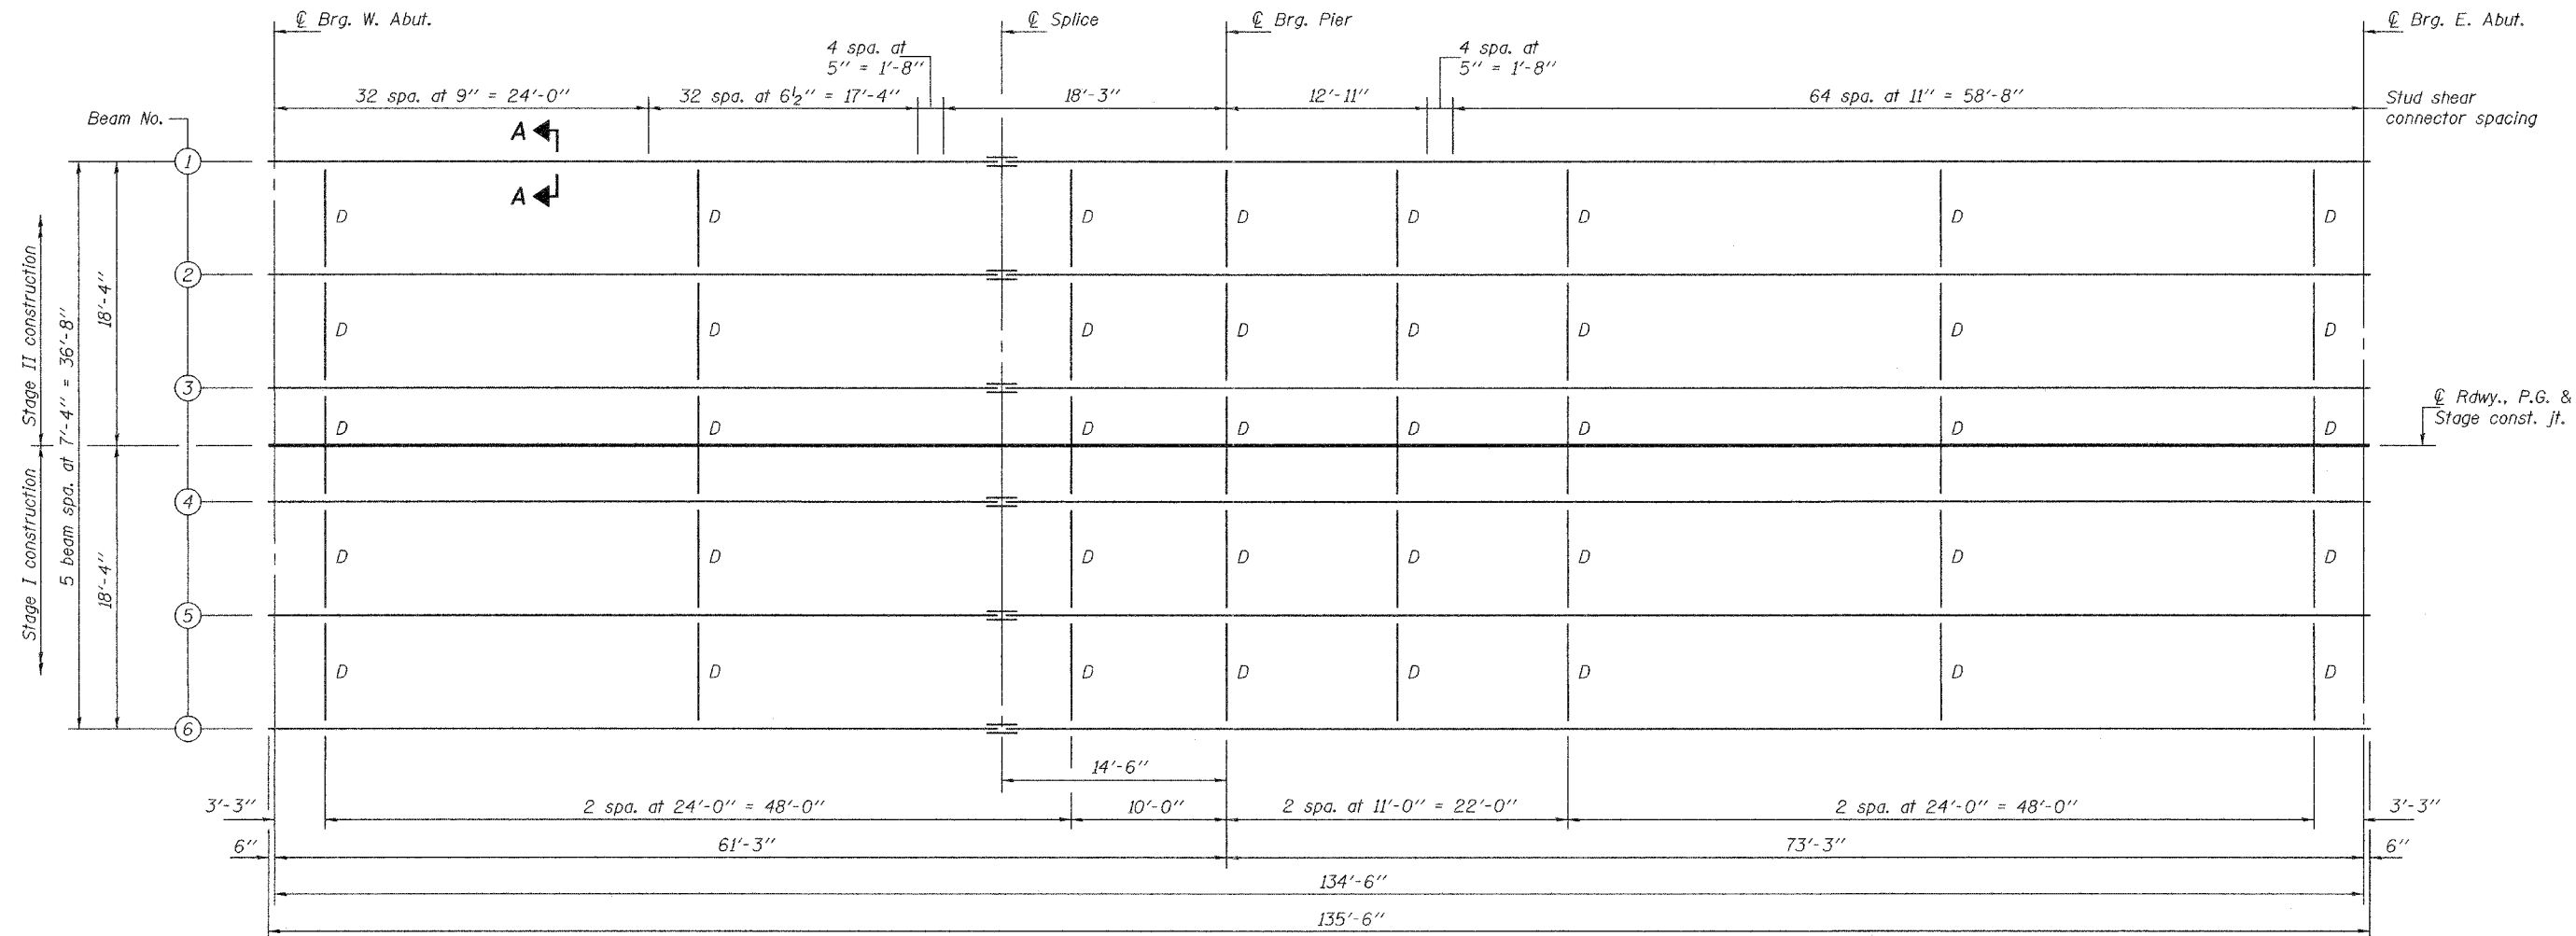 ℄ Brg. W. Abut.
℄ Splice
℄ Brg. Pier
℄ Brg. E. Abut.
4 spa. at
5" = 1'-8"
4 spa. at
5" = 1'-8"
32 spa. at 9" = 24'-0"
32 spa. at 6½" = 17'-4"
18'-3"
12'-11"
64 spa. at 11" = 58'-8"
Stud shear
connector spacing
Beam No.
A
A
1
D D D D D D D D
2
D D D D D D D D
3
D D D D D D D D
℄ Rdwy., P.G. &
Stage const. jt.
4
D D D D D D D D
5
D D D D D D D D
6
Stage II construction
Stage I construction
5 beam spa. at 7'-4" = 36'-8"
18'-4"
18'-4"
14'-6"
3'-3"
2 spa. at 24'-0" = 48'-0"
10'-0"
2 spa. at 11'-0" = 22'-0"
2 spa. at 24'-0" = 48'-0"
3'-3"
6"
61'-3"
73'-3"
6"
134'-6"
135'-6"